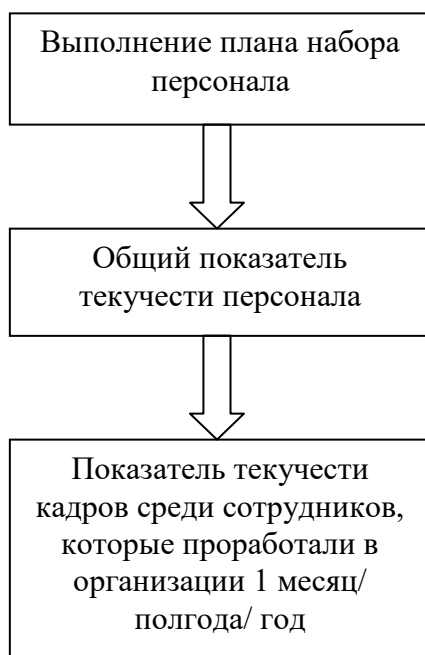 Выполнение плана набора
персонала
Общий показатель
текучести персонала
Показатель текучести
кадров среди сотрудников,
которые проработали в
организации 1 месяц/
полгода/ год